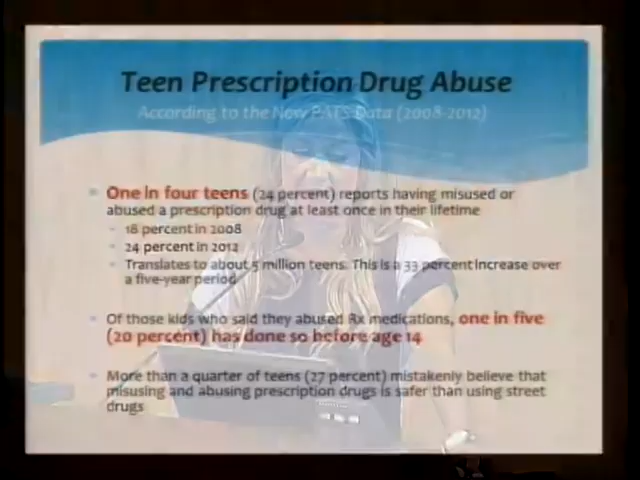 Teen Prescription Drug Abuse
According to the New PATS Data (2008-2012)
One in four teens (24 percent) reports having misused or
abused a prescription drug at least once in their lifetime
18 percent in 2008
24 percent in 2012
Translates to about 5 million teens. This is a 33 percent increase over
a five-year period
Of those kids who said they abused Rx medications, one in five
(20 percent) has done so before age 14
More than a quarter of teens (27 percent) mistakenly believe that
misusing and abusing prescription drugs is safer than using street
drugs